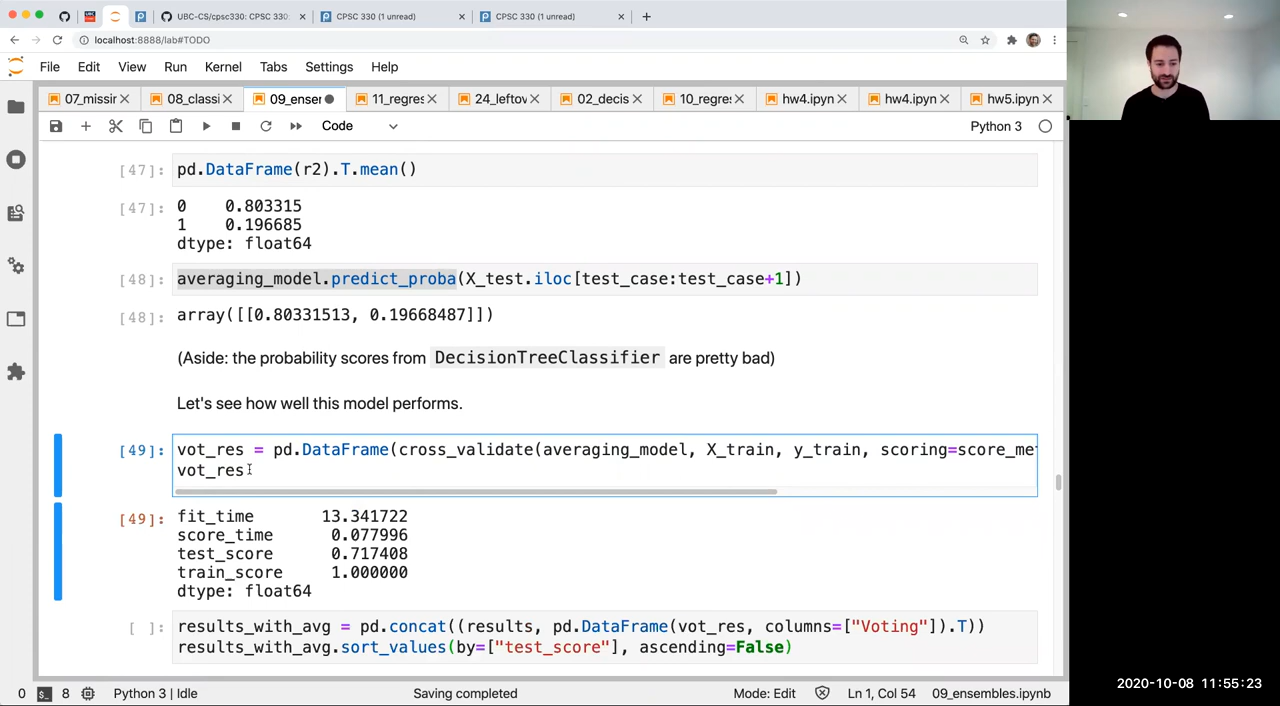 UBC-CS/cpsc330: CPSC 330:
CPSC 330 (1 unread)
CPSC 330 (1 unread)
localhost:8888/lab#TODO
File Edit View Run Kernel Tabs Settings Help
07_missir 08_classi 09_ensem 11_regres 24_leftov 02_decis 10_regre hw4.ipyn hw4.ipyn hw5.ipyn
Code Python 3
[47]: pd.DataFrame(r2).T.mean()
[47]: 0 0.803315
1 0.196685
dtype: float64
[48]: averaging_model.predict_proba(X_test.iloc[test_case:test_case+1])
[48]: array([[0.80331513, 0.19668487]])
(Aside: the probability scores from DecisionTreeClassifier are pretty bad)
Let's see how well this model performs.
[49]: vot_res = pd.DataFrame(cross_validate(averaging_model, X_train, y_train, scoring=score_me
vot_res
[49]: fit_time 13.341722
score_time 0.077996
test_score 0.717408
train_score 1.000000
dtype: float64
[ ]: results_with_avg = pd.concat((results, pd.DataFrame(vot_res, columns=["Voting"]).T))
results_with_avg.sort_values(by=["test_score"], ascending=False)
0 $_ 8 Python 3 | Idle Saving completed Mode: Edit Ln 1, Col 54 09_ensembles.ipynb
2020-10-08 11:55:23